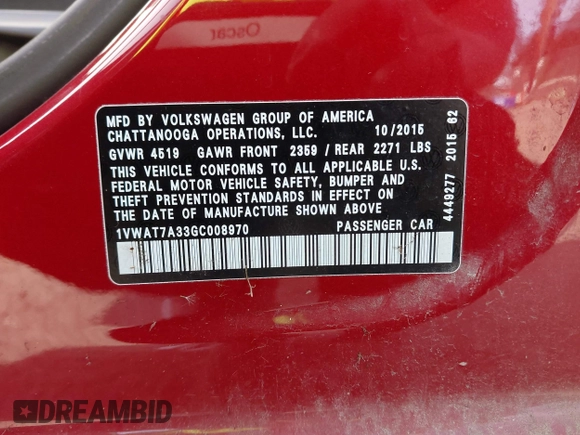 Oscar
MFD BY VOLKSWAGEN GROUP OF AMERICA
CHATTANOOGA OPERATIONS, LLC. 10/2015
GVWR 4519 GAWR FRONT 2359 / REAR 2271 LBS
THIS VEHICLE CONFORMS TO ALL APPLICABLE U.S.
FEDERAL MOTOR VEHICLE SAFETY, BUMPER AND
THEFT PREVENTION STANDARDS IN EFFECT ON
THE DATE OF MANUFACTURE SHOWN ABOVE
1VWAT7A33GC008970 PASSENGER CAR
4449277 2015 62
DREAMBID